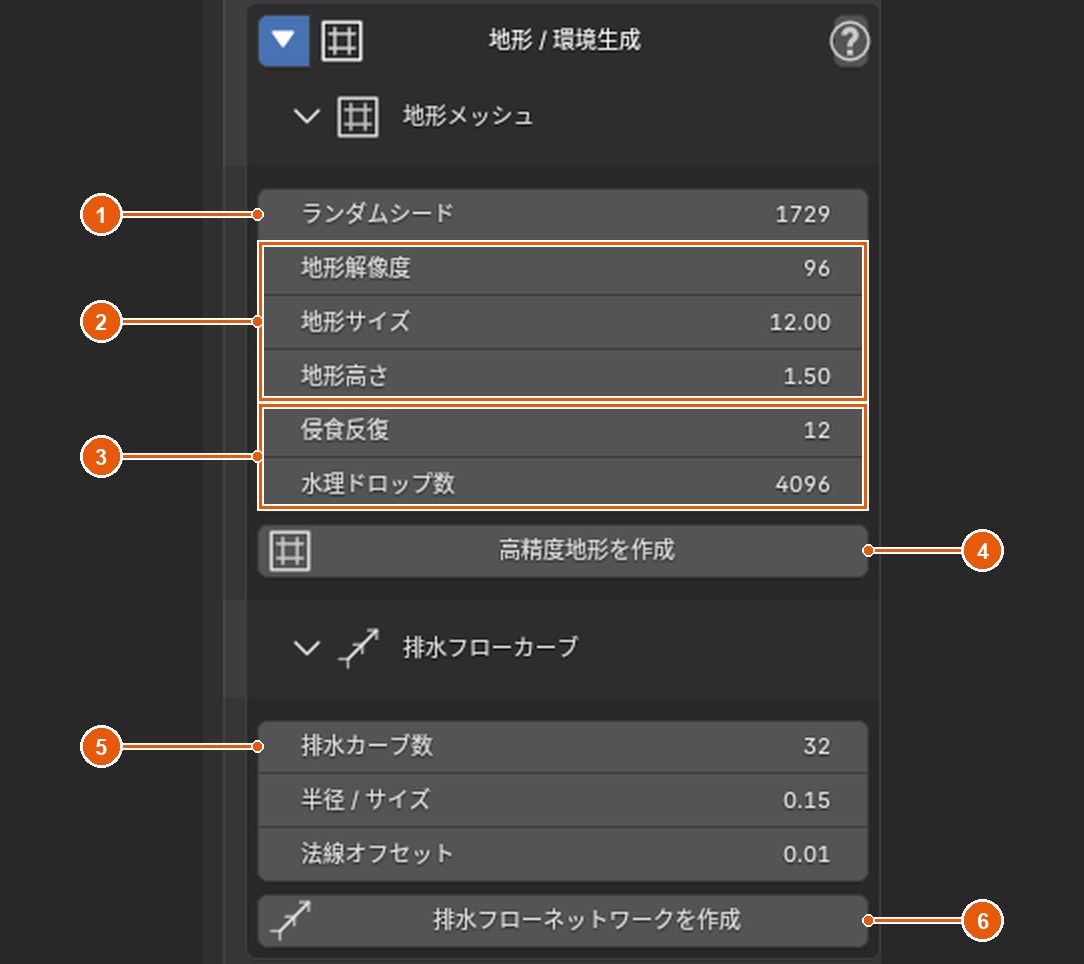 地形 / 環境生成
地形メッシュ
1 ランダムシード 1729
地形解像度 96
2 地形サイズ 12.00
地形高さ 1.50
侵食反復 12
3
水理ドロップ数 4096
高精度地形を作成 4
排水フローカーブ
5 排水カーブ数 32
半径 / サイズ 0.15
法線オフセット 0.01
排水フローネットワークを作成 6